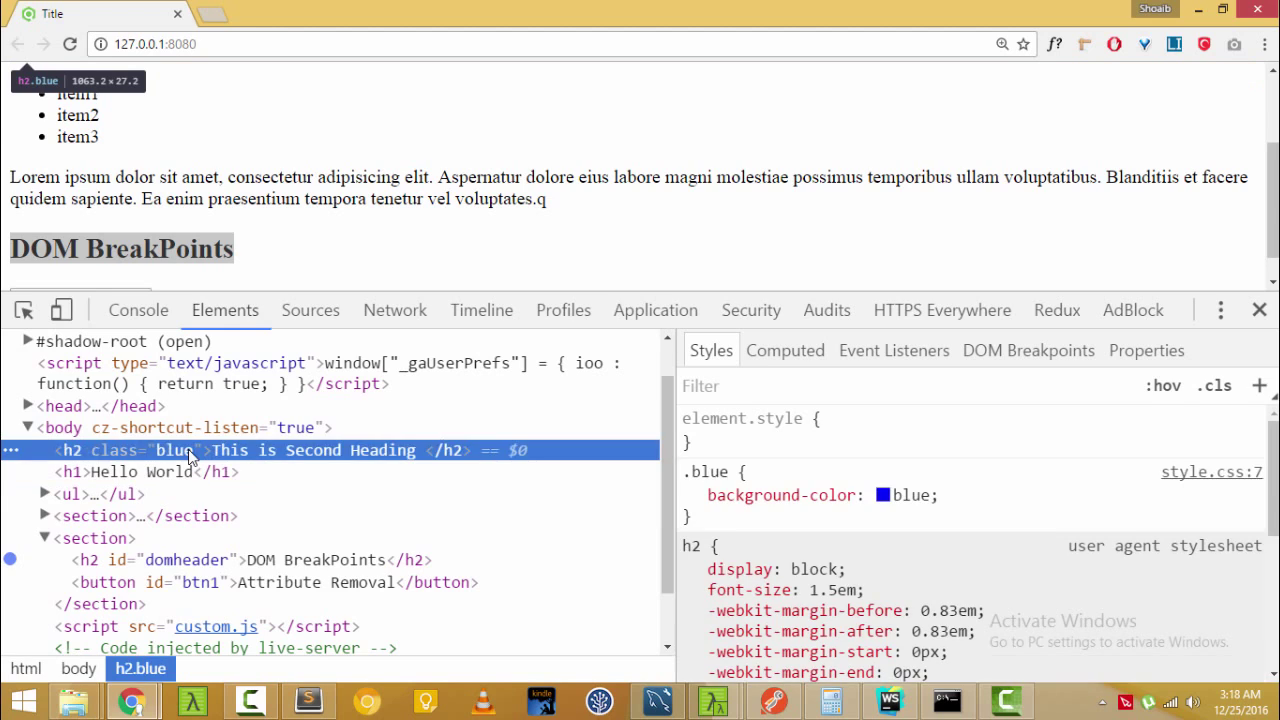 Title
Shoaib
127.0.0.1:8080
f?
LI
h2.blue | 1063.2 × 27.2
item1
item2
item3
Lorem ipsum dolor sit amet, consectetur adipisicing elit. Aspernatur dolore eius labore magni molestiae possimus temporibus ullam voluptatibus. Blanditiis et facere
quidem sapiente. Ea enim praesentium tempora tenetur vel voluptates.q
DOM BreakPoints
Console Elements Sources Network Timeline Profiles Application Security Audits HTTPS Everywhere Redux AdBlock
#shadow-root (open)
<script type="text/javascript">window["_gaUserPrefs"] = { ioo :
function() { return true; } }</script>
<head>…</head>
<body cz-shortcut-listen="true">
<h2 class="blue">This is Second Heading </h2> == $0
<h1>Hello World</h1>
<ul>…</ul>
<section>…</section>
<section>
<h2 id="domheader">DOM BreakPoints</h2>
<button id="btn1">Attribute Removal</button>
</section>
<script src="custom.js"></script>
<!-- Code injected by live-server -->
html body h2.blue
Styles Computed Event Listeners DOM Breakpoints Properties
Filter :hov .cls +
element.style {
}
.blue { style.css:7
background-color: blue;
}
h2 { user agent stylesheet
display: block;
font-size: 1.5em;
-webkit-margin-before: 0.83em;
-webkit-margin-after: 0.83em;
-webkit-margin-start: 0px;
-webkit-margin-end: 0px;
Activate Windows
Go to PC settings to activate Windows.
kindle
WS
3:18 AM
12/25/2016